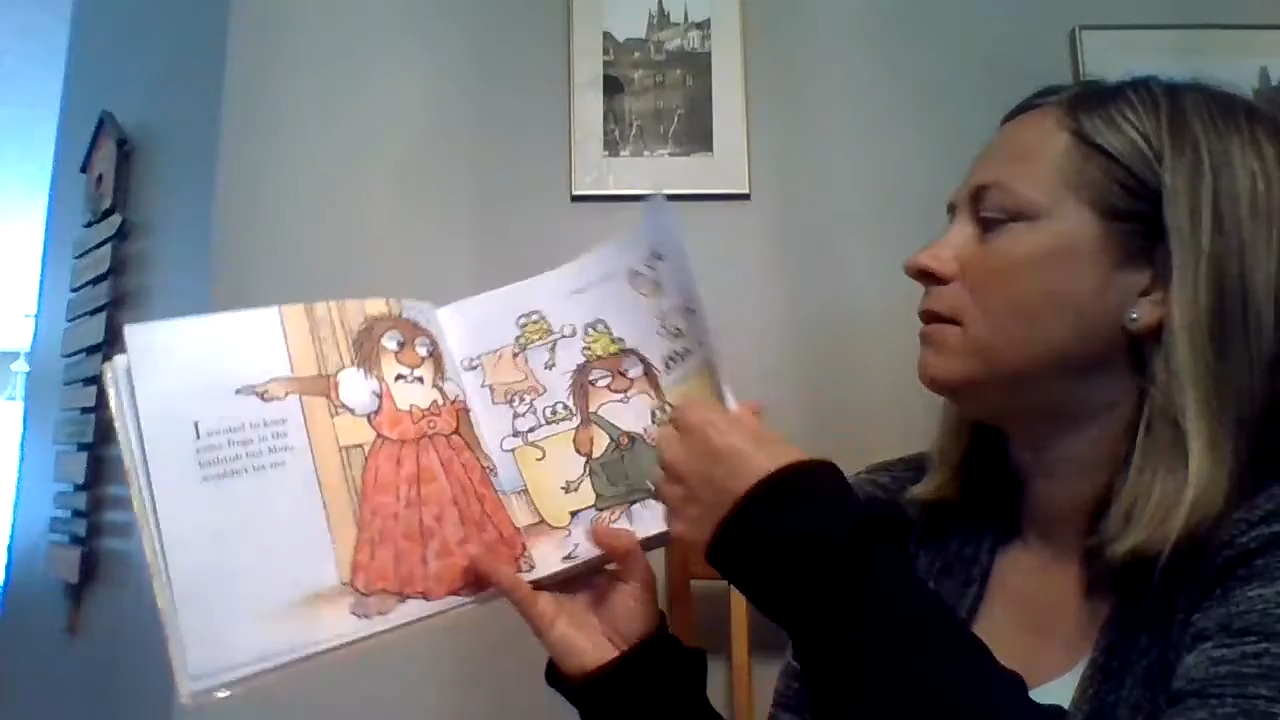 I wanted to keep
some frogs in the
bathtub but Mom
wouldn't let me.